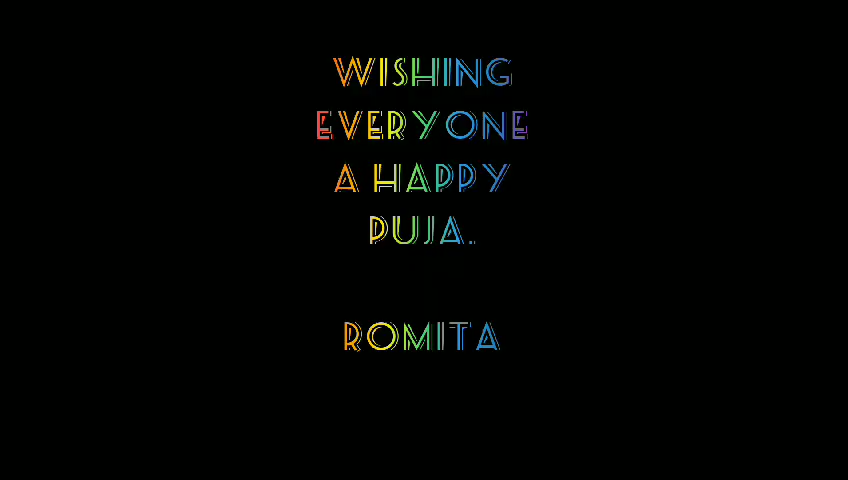 WISHING
EVERYONE
A HAPPY
PUJA.
ROMITA